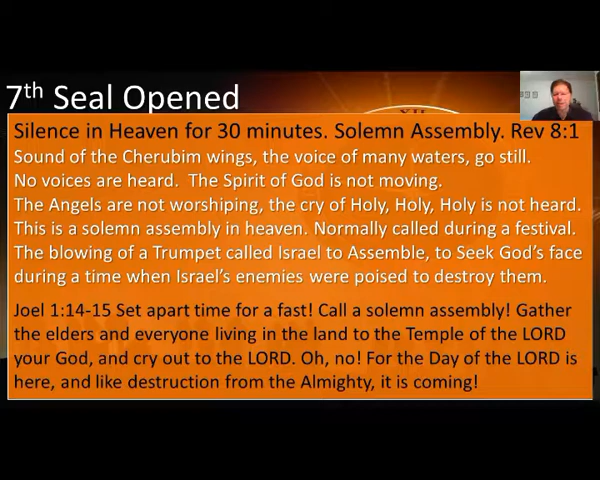 7th Seal Opened
Silence in Heaven for 30 minutes. Solemn Assembly. Rev 8:1
Sound of the Cherubim wings, the voice of many waters, go still.
No voices are heard.  The Spirit of God is not moving.
The Angels are not worshiping, the cry of Holy, Holy, Holy is not heard.
This is a solemn assembly in heaven. Normally called during a festival.
The blowing of a Trumpet called Israel to Assemble, to Seek God's face
during a time when Israel's enemies were poised to destroy them.
Joel 1:14-15 Set apart time for a fast! Call a solemn assembly! Gather
the elders and everyone living in the land to the Temple of the LORD
your God, and cry out to the LORD. Oh, no! For the Day of the LORD is
here, and like destruction from the Almighty, it is coming!